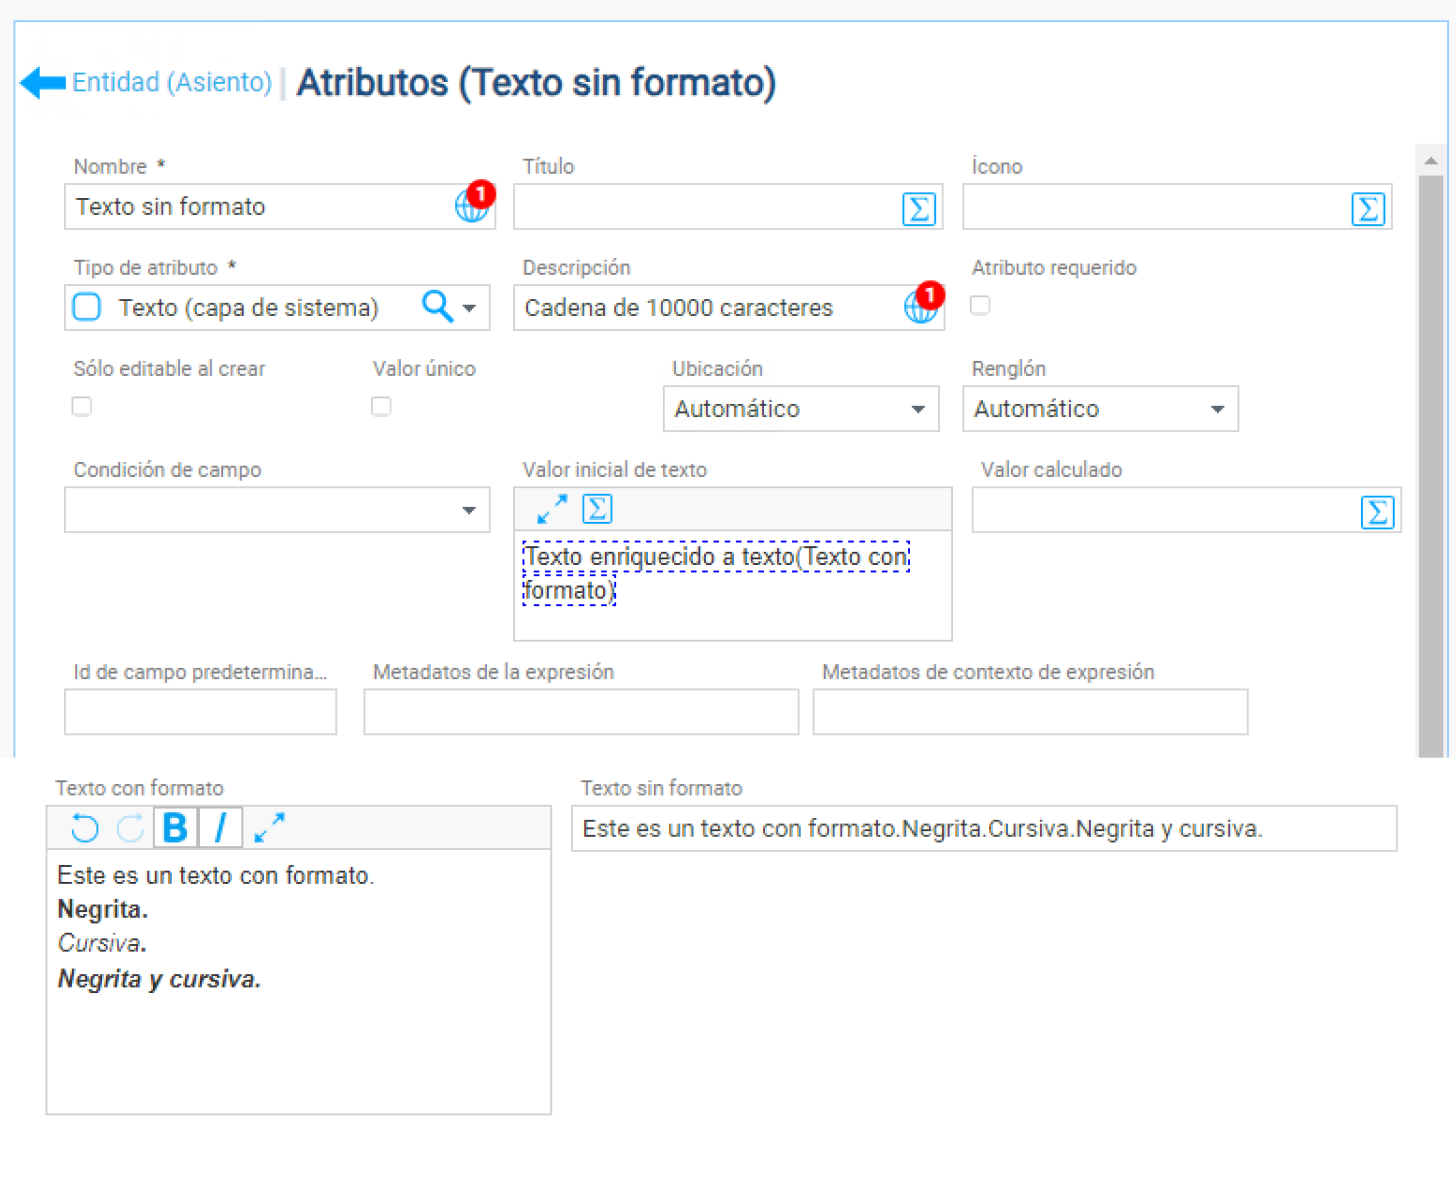 Entidad (Asiento) | Atributos (Texto sin formato)
Nombre * Título Ícono
Texto sin formato 1 Σ Σ
Tipo de atributo * Descripción Atributo requerido
Texto (capa de sistema) Cadena de 10000 caracteres 1
Sólo editable al crear Valor único Ubicación Renglón
Automático Automático
Condición de campo Valor inicial de texto Valor calculado
Σ Σ
Texto enriquecido a texto(Texto con
formato)
Id de campo predetermina... Metadatos de la expresión Metadatos de contexto de expresión
Texto con formato Texto sin formato
B I Este es un texto con formato.Negrita.Cursiva.Negrita y cursiva.
Este es un texto con formato.
Negrita.
Cursiva.
Negrita y cursiva.